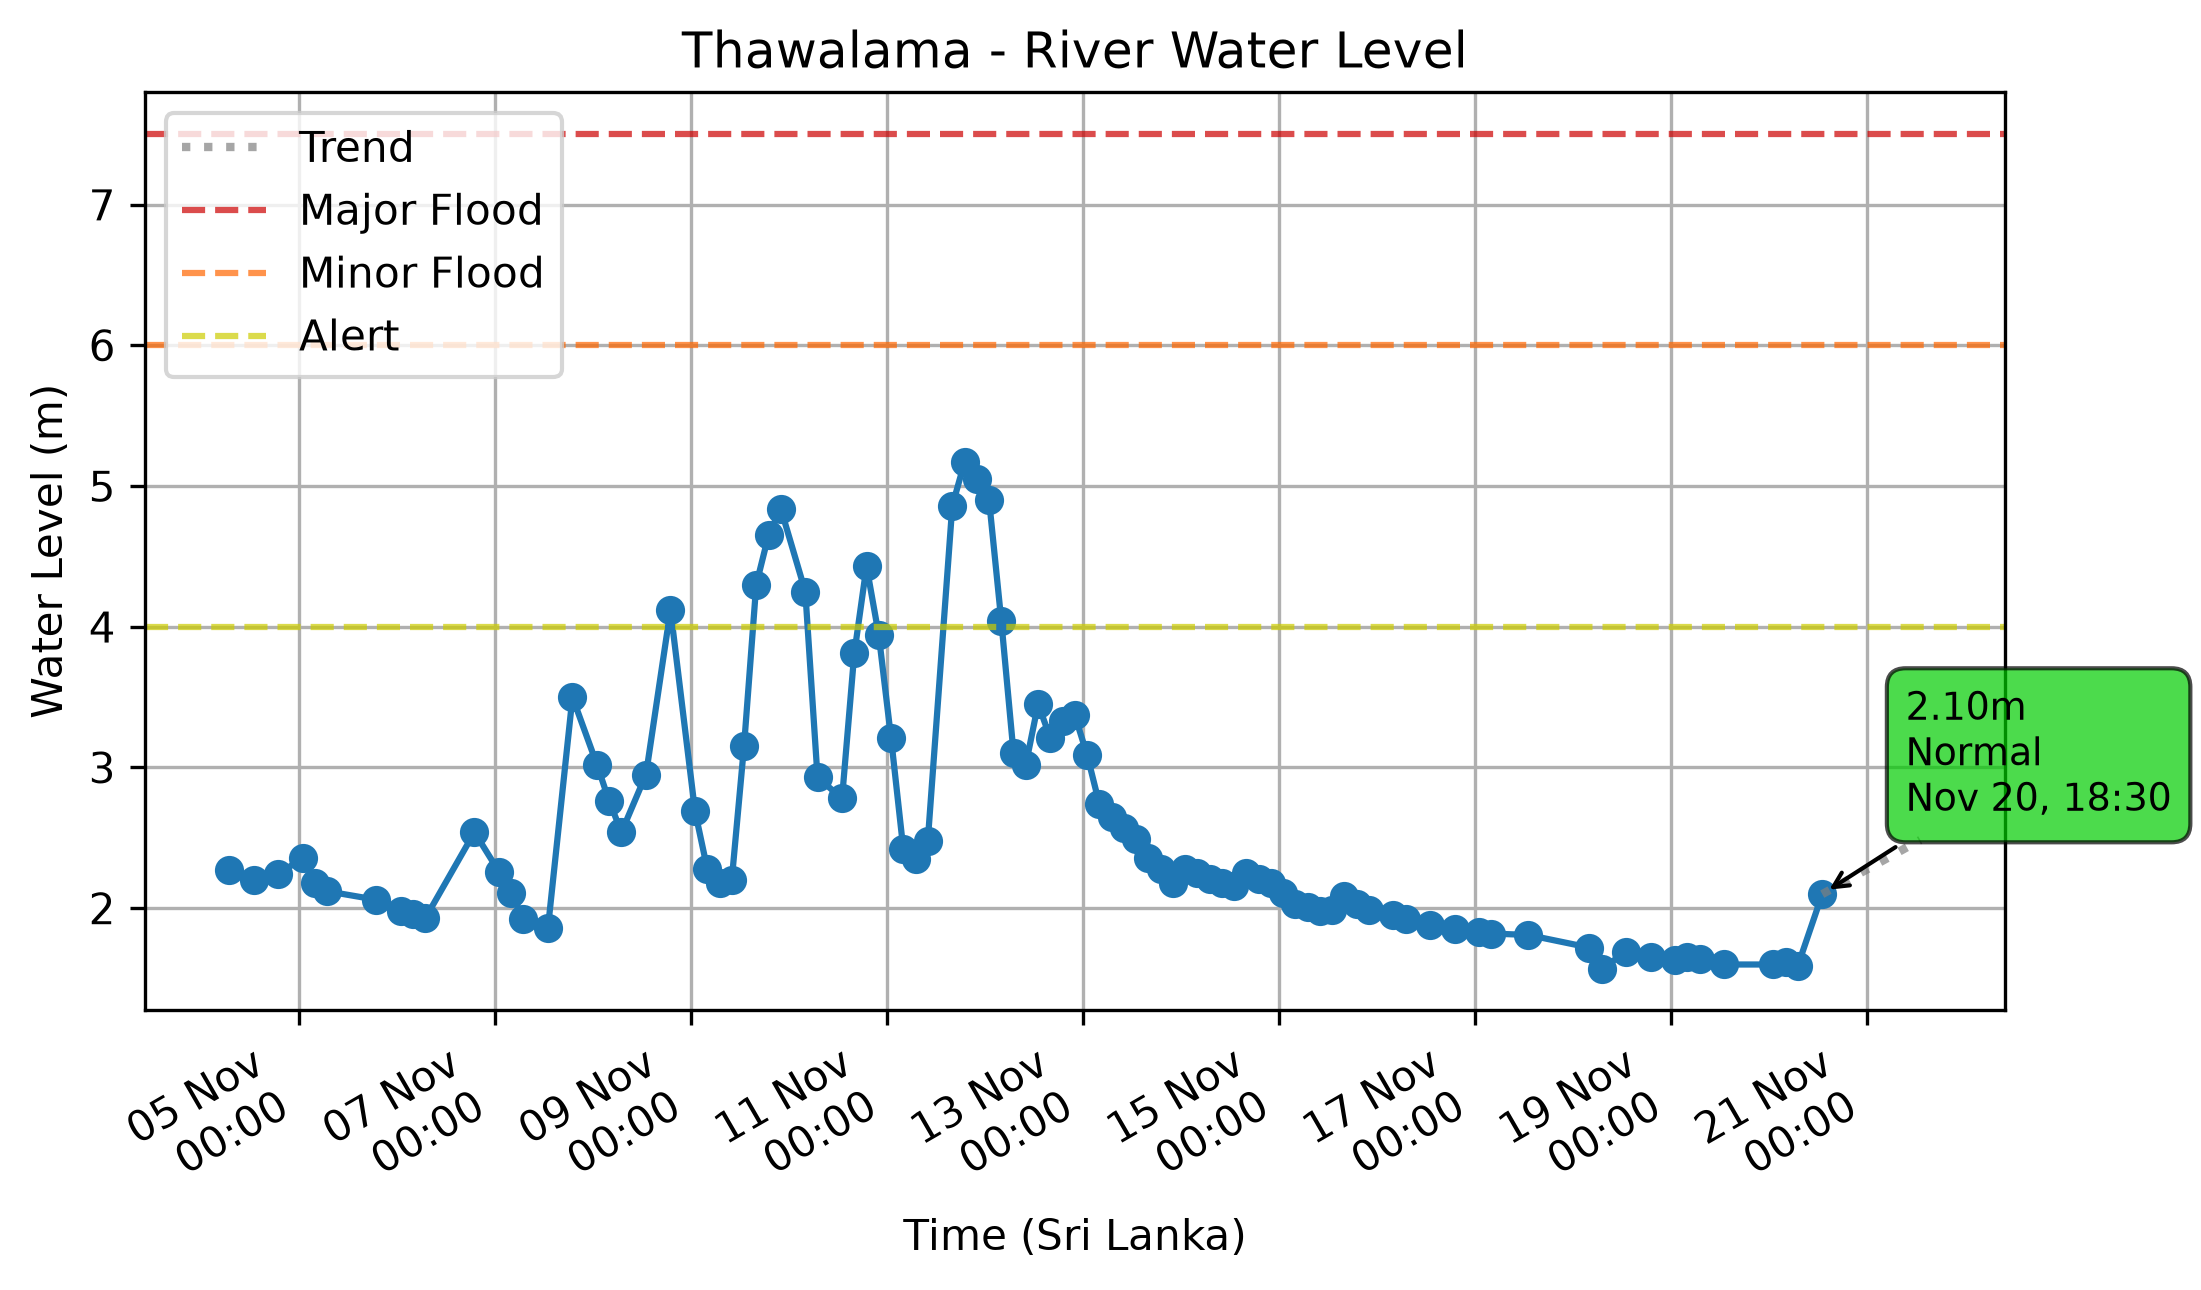 Thawalama - River Water Level
Trend
Major Flood
Minor Flood
Alert
Water Level (m)
7
6
5
4
3
2
2.10m
Normal
Nov 20, 18:30
05 Nov
00:00
07 Nov
00:00
09 Nov
00:00
11 Nov
00:00
13 Nov
00:00
15 Nov
00:00
17 Nov
00:00
19 Nov
00:00
21 Nov
00:00
Time (Sri Lanka)